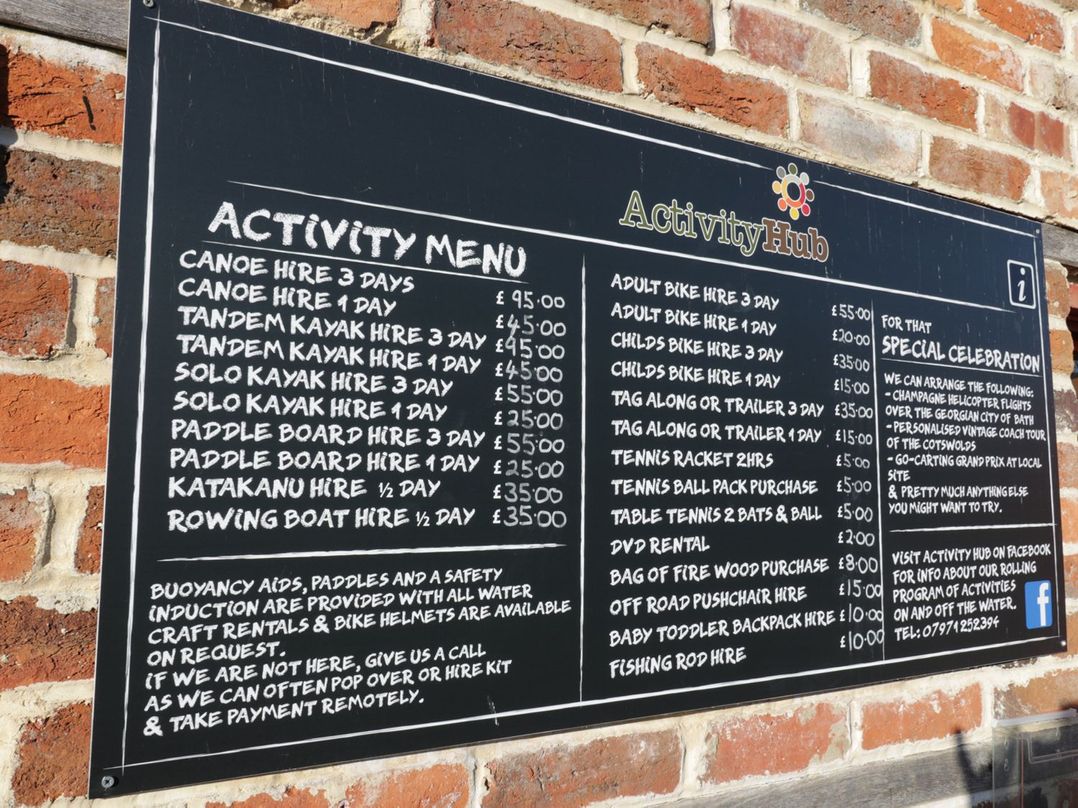 ActivityHub
i
ACTIVITY MENU
CANOE HIRE 3 DAYS £95.00
CANOE HIRE 1 DAY £45.00
TANDEM KAYAK HIRE 3 DAY £95.00
TANDEM KAYAK HIRE 1 DAY £45.00
SOLO KAYAK HIRE 3 DAY £55.00
SOLO KAYAK HIRE 1 DAY £25.00
PADDLE BOARD HIRE 3 DAY £55.00
PADDLE BOARD HIRE 1 DAY £25.00
KATAKANU HIRE ½ DAY £35.00
ROWING BOAT HIRE ½ DAY £35.00
BUOYANCY AIDS, PADDLES AND A SAFETY
INDUCTION ARE PROVIDED WITH ALL WATER
CRAFT RENTALS & BIKE HELMETS ARE AVAILABLE
ON REQUEST.
IF WE ARE NOT HERE, GIVE US A CALL
AS WE CAN OFTEN POP OVER OR HIRE KIT
& TAKE PAYMENT REMOTELY.
ADULT BIKE HIRE 3 DAY £55.00
ADULT BIKE HIRE 1 DAY £20.00
CHILDS BIKE HIRE 3 DAY £35.00
CHILDS BIKE HIRE 1 DAY £15.00
TAG ALONG OR TRAILER 3 DAY £35.00
TAG ALONG OR TRAILER 1 DAY £15.00
TENNIS RACKET 2HRS £5.00
TENNIS BALL PACK PURCHASE £5.00
TABLE TENNIS 2 BATS & BALL £5.00
DVD RENTAL £2.00
BAG OF FIRE WOOD PURCHASE £8.00
OFF ROAD PUSHCHAIR HIRE £15.00
BABY TODDLER BACKPACK HIRE £10.00
FISHING ROD HIRE £10.00
FOR THAT
SPECIAL CELEBRATION
WE CAN ARRANGE THE FOLLOWING:
- CHAMPAGNE HELICOPTER FLIGHTS
OVER THE GEORGIAN CITY OF BATH
- PERSONALISED VINTAGE COACH TOUR
OF THE COTSWOLDS
- GO-CARTING GRAND PRIX AT LOCAL
SITE
& PRETTY MUCH ANYTHING ELSE
YOU MIGHT WANT TO TRY.
VISIT ACTIVITY HUB ON FACEBOOK
FOR INFO ABOUT OUR ROLLING
PROGRAM OF ACTIVITIES
ON AND OFF THE WATER.
TEL: 07971 252394
f